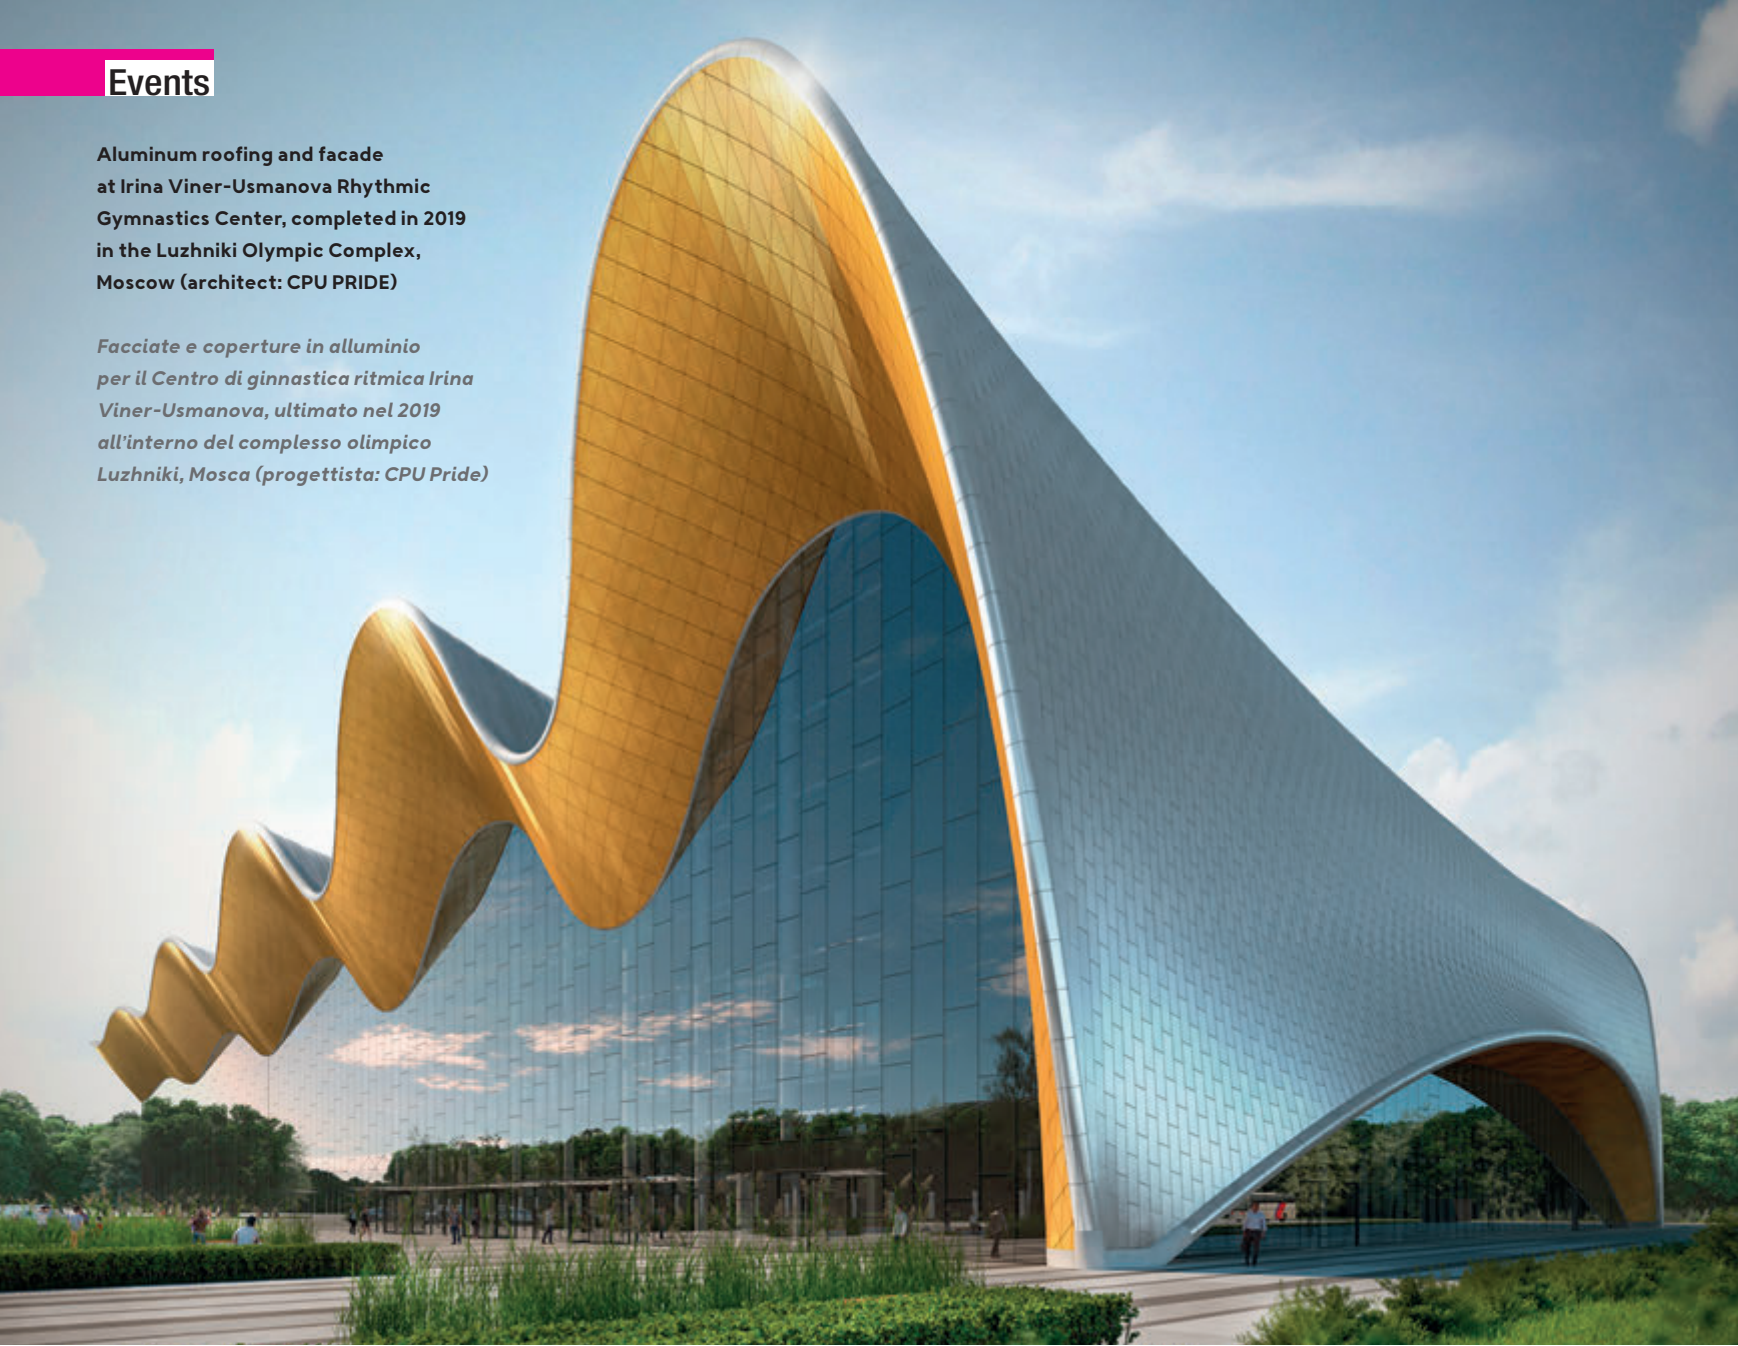 Events
Aluminum roofing and facade
at Irina Viner-Usmanova Rhythmic
Gymnastics Center, completed in 2019
in the Luzhniki Olympic Complex,
Moscow (architect: CPU PRIDE)
Facciate e coperture in alluminio
per il Centro di ginnastica ritmica Irina
Viner-Usmanova, ultimato nel 2019
all'interno del complesso olimpico
Luzhniki, Mosca (progettista: CPU Pride)